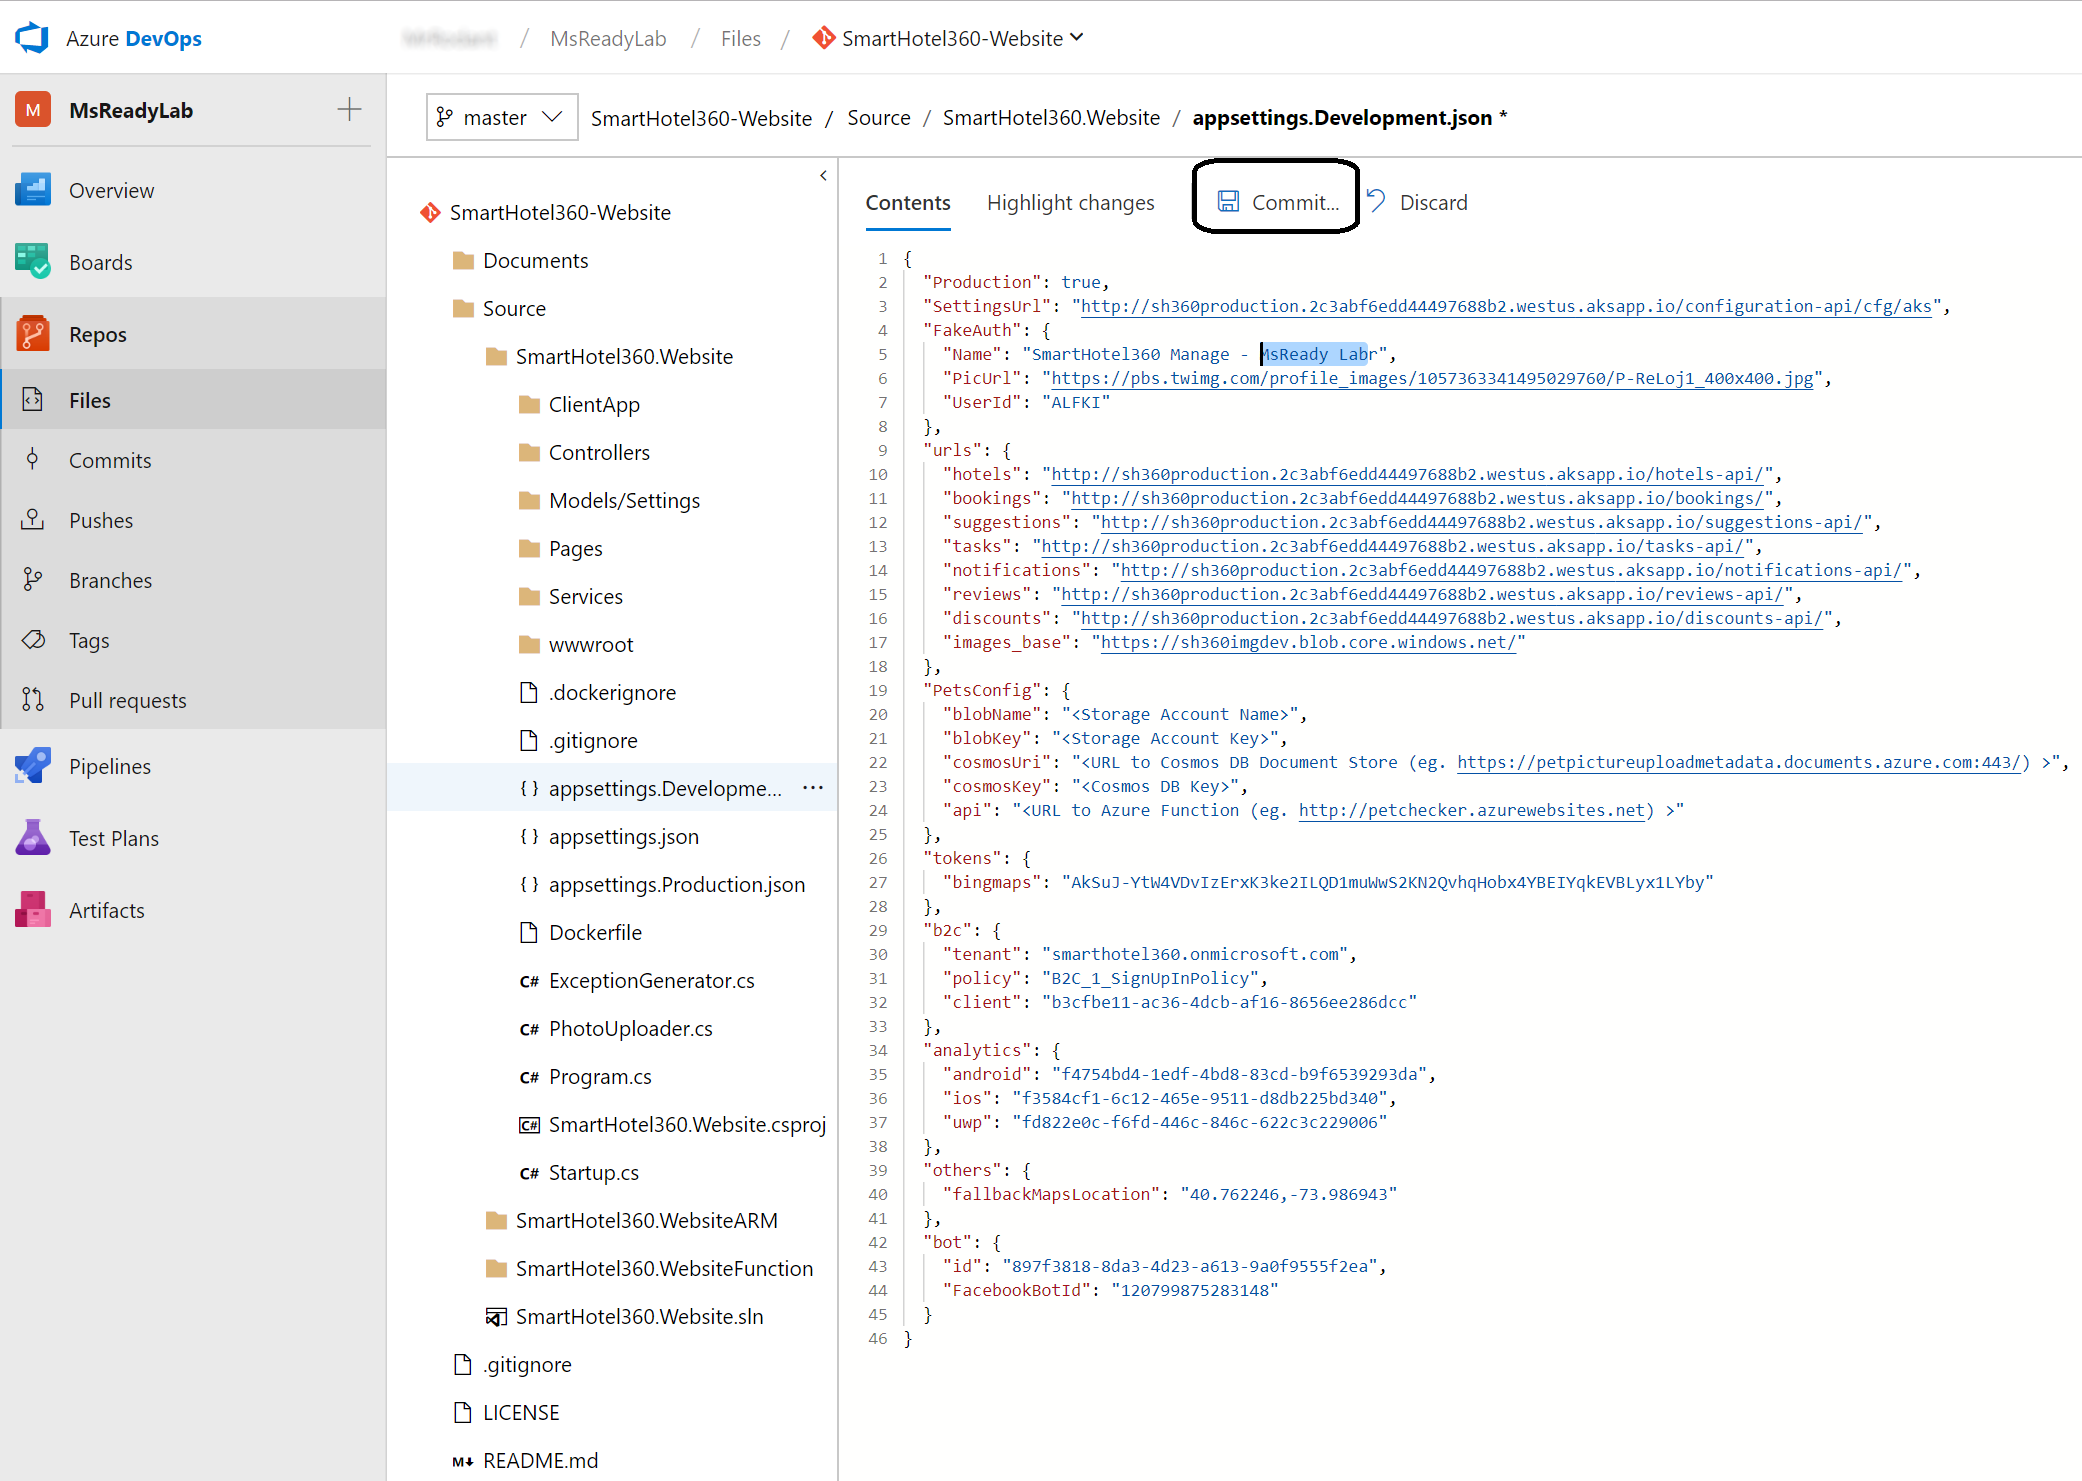 Azure DevOps
/ MsReadyLab / Files / SmartHotel360-Website
M MsReadyLab
Overview
Boards
Repos
Files
Commits
Pushes
Branches
Tags
Pull requests
Pipelines
Test Plans
Artifacts
master SmartHotel360-Website / Source / SmartHotel360.Website / appsettings.Development.json *
SmartHotel360-Website
Documents
Source
SmartHotel360.Website
ClientApp
Controllers
Models/Settings
Pages
Services
wwwroot
.dockerignore
.gitignore
{ } appsettings.Developme... ...
{ } appsettings.json
{ } appsettings.Production.json
Dockerfile
C# ExceptionGenerator.cs
C# PhotoUploader.cs
C# Program.cs
C# SmartHotel360.Website.csproj
C# Startup.cs
SmartHotel360.WebsiteARM
SmartHotel360.WebsiteFunction
SmartHotel360.Website.sln
.gitignore
LICENSE
M↓ README.md
Contents Highlight changes Commit... Discard
1 {
2 "Production": true,
3 "SettingsUrl": "http://sh360production.2c3abf6edd44497688b2.westus.aksapp.io/configuration-api/cfg/aks",
4 "FakeAuth": {
5 "Name": "SmartHotel360 Manage - MsReady Labr",
6 "PicUrl": "https://pbs.twimg.com/profile_images/1057363341495029760/P-ReLoj1_400x400.jpg",
7 "UserId": "ALFKI"
8 },
9 "urls": {
10 "hotels": "http://sh360production.2c3abf6edd44497688b2.westus.aksapp.io/hotels-api/",
11 "bookings": "http://sh360production.2c3abf6edd44497688b2.westus.aksapp.io/bookings/",
12 "suggestions": "http://sh360production.2c3abf6edd44497688b2.westus.aksapp.io/suggestions-api/",
13 "tasks": "http://sh360production.2c3abf6edd44497688b2.westus.aksapp.io/tasks-api/",
14 "notifications": "http://sh360production.2c3abf6edd44497688b2.westus.aksapp.io/notifications-api/",
15 "reviews": "http://sh360production.2c3abf6edd44497688b2.westus.aksapp.io/reviews-api/",
16 "discounts": "http://sh360production.2c3abf6edd44497688b2.westus.aksapp.io/discounts-api/",
17 "images_base": "https://sh360imgdev.blob.core.windows.net/"
18 },
19 "PetsConfig": {
20 "blobName": "<Storage Account Name>",
21 "blobKey": "<Storage Account Key>",
22 "cosmosUri": "<URL to Cosmos DB Document Store (eg. https://petpictureuploadmetadata.documents.azure.com:443/) >",
23 "cosmosKey": "<Cosmos DB Key>",
24 "api": "<URL to Azure Function (eg. http://petchecker.azurewebsites.net) >"
25 },
26 "tokens": {
27 "bingmaps": "AkSuJ-YtW4VDvIzErxK3ke2ILQD1muWwS2KN2QvhqHobx4YBEIYqkEVBLyx1LYby"
28 },
29 "b2c": {
30 "tenant": "smarthotel360.onmicrosoft.com",
31 "policy": "B2C_1_SignUpInPolicy",
32 "client": "b3cfbe11-ac36-4dcb-af16-8656ee286dcc"
33 },
34 "analytics": {
35 "android": "f4754bd4-1edf-4bd8-83cd-b9f6539293da",
36 "ios": "f3584cf1-6c12-465e-9511-d8db225bd340",
37 "uwp": "fd822e0c-f6fd-446c-846c-622c3c229006"
38 },
39 "others": {
40 "fallbackMapsLocation": "40.762246,-73.986943"
41 },
42 "bot": {
43 "id": "897f3818-8da3-4d23-a613-9a0f9555f2ea",
44 "FacebookBotId": "120799875283148"
45 }
46 }